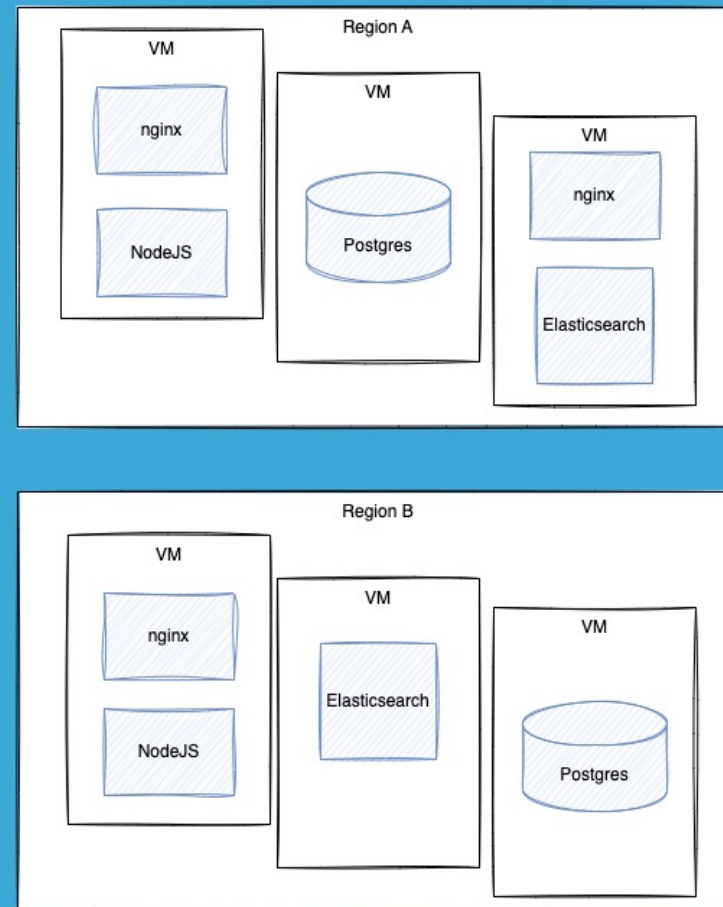 Region A
VM
nginx
NodeJS
VM
Postgres
VM
nginx
Elasticsearch
Region B
VM
nginx
NodeJS
VM
Elasticsearch
VM
Postgres